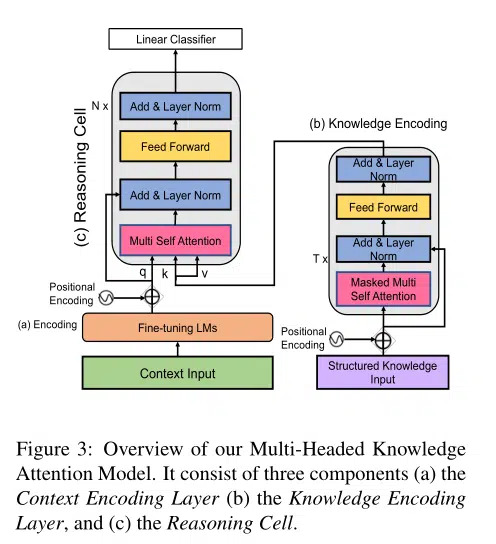 Linear Classifier
(c) Reasoning Cell
N x
Add & Layer Norm
Feed Forward
Add & Layer Norm
Multi Self Attention
q k v
Positional
Encoding
(a) Encoding
Fine-tuning LMs
Context Input
(b) Knowledge Encoding
Add & Layer
Norm
Feed Forward
T x
Add & Layer
Norm
Masked Multi
Self Attention
Positional
Encoding
Structured Knowledge
Input
Figure 3: Overview of our Multi-Headed Knowledge
Attention Model. It consist of three components (a) the
Context Encoding Layer (b) the Knowledge Encoding
Layer, and (c) the Reasoning Cell.